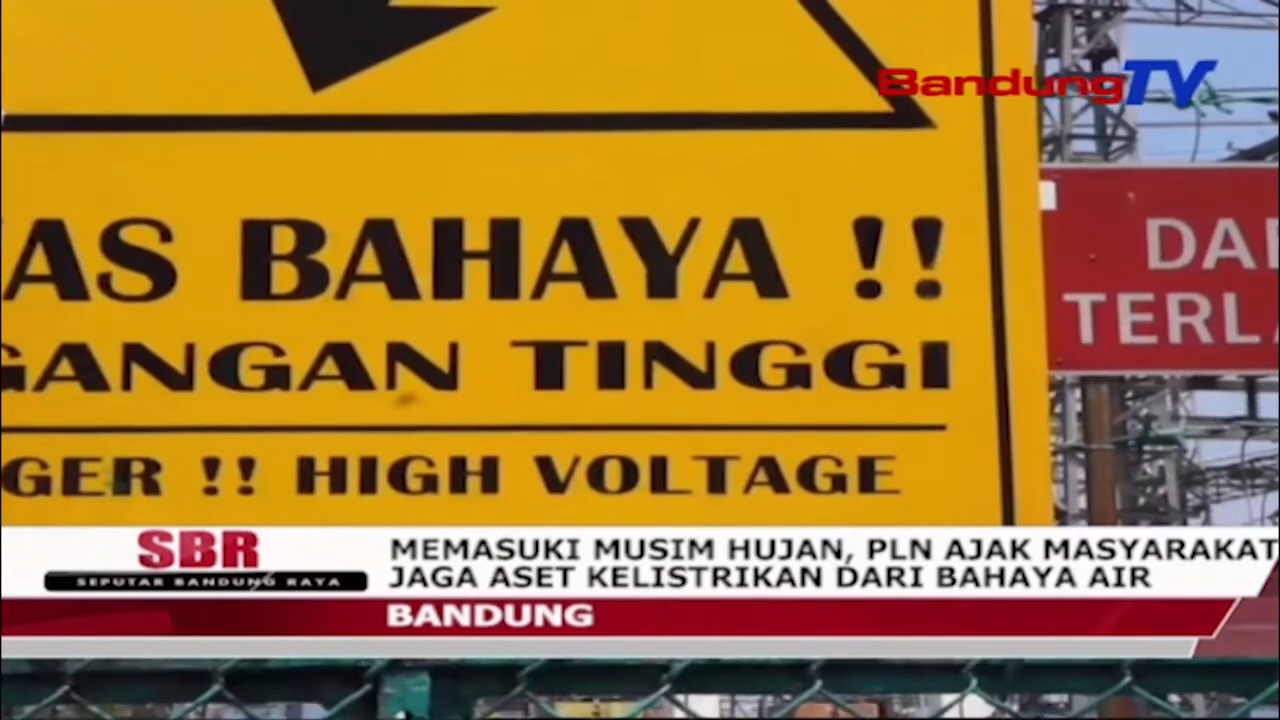 BandungTV
AS BAHAYA !!
GANGAN TINGGI
GER !! HIGH VOLTAGE
DA
TERL
SBR
SEPUTAR BANDUNG RAYA
MEMASUKI MUSIM HUJAN, PLN AJAK MASYARAKAT
JAGA ASET KELISTRIKAN DARI BAHAYA AIR
BANDUNG